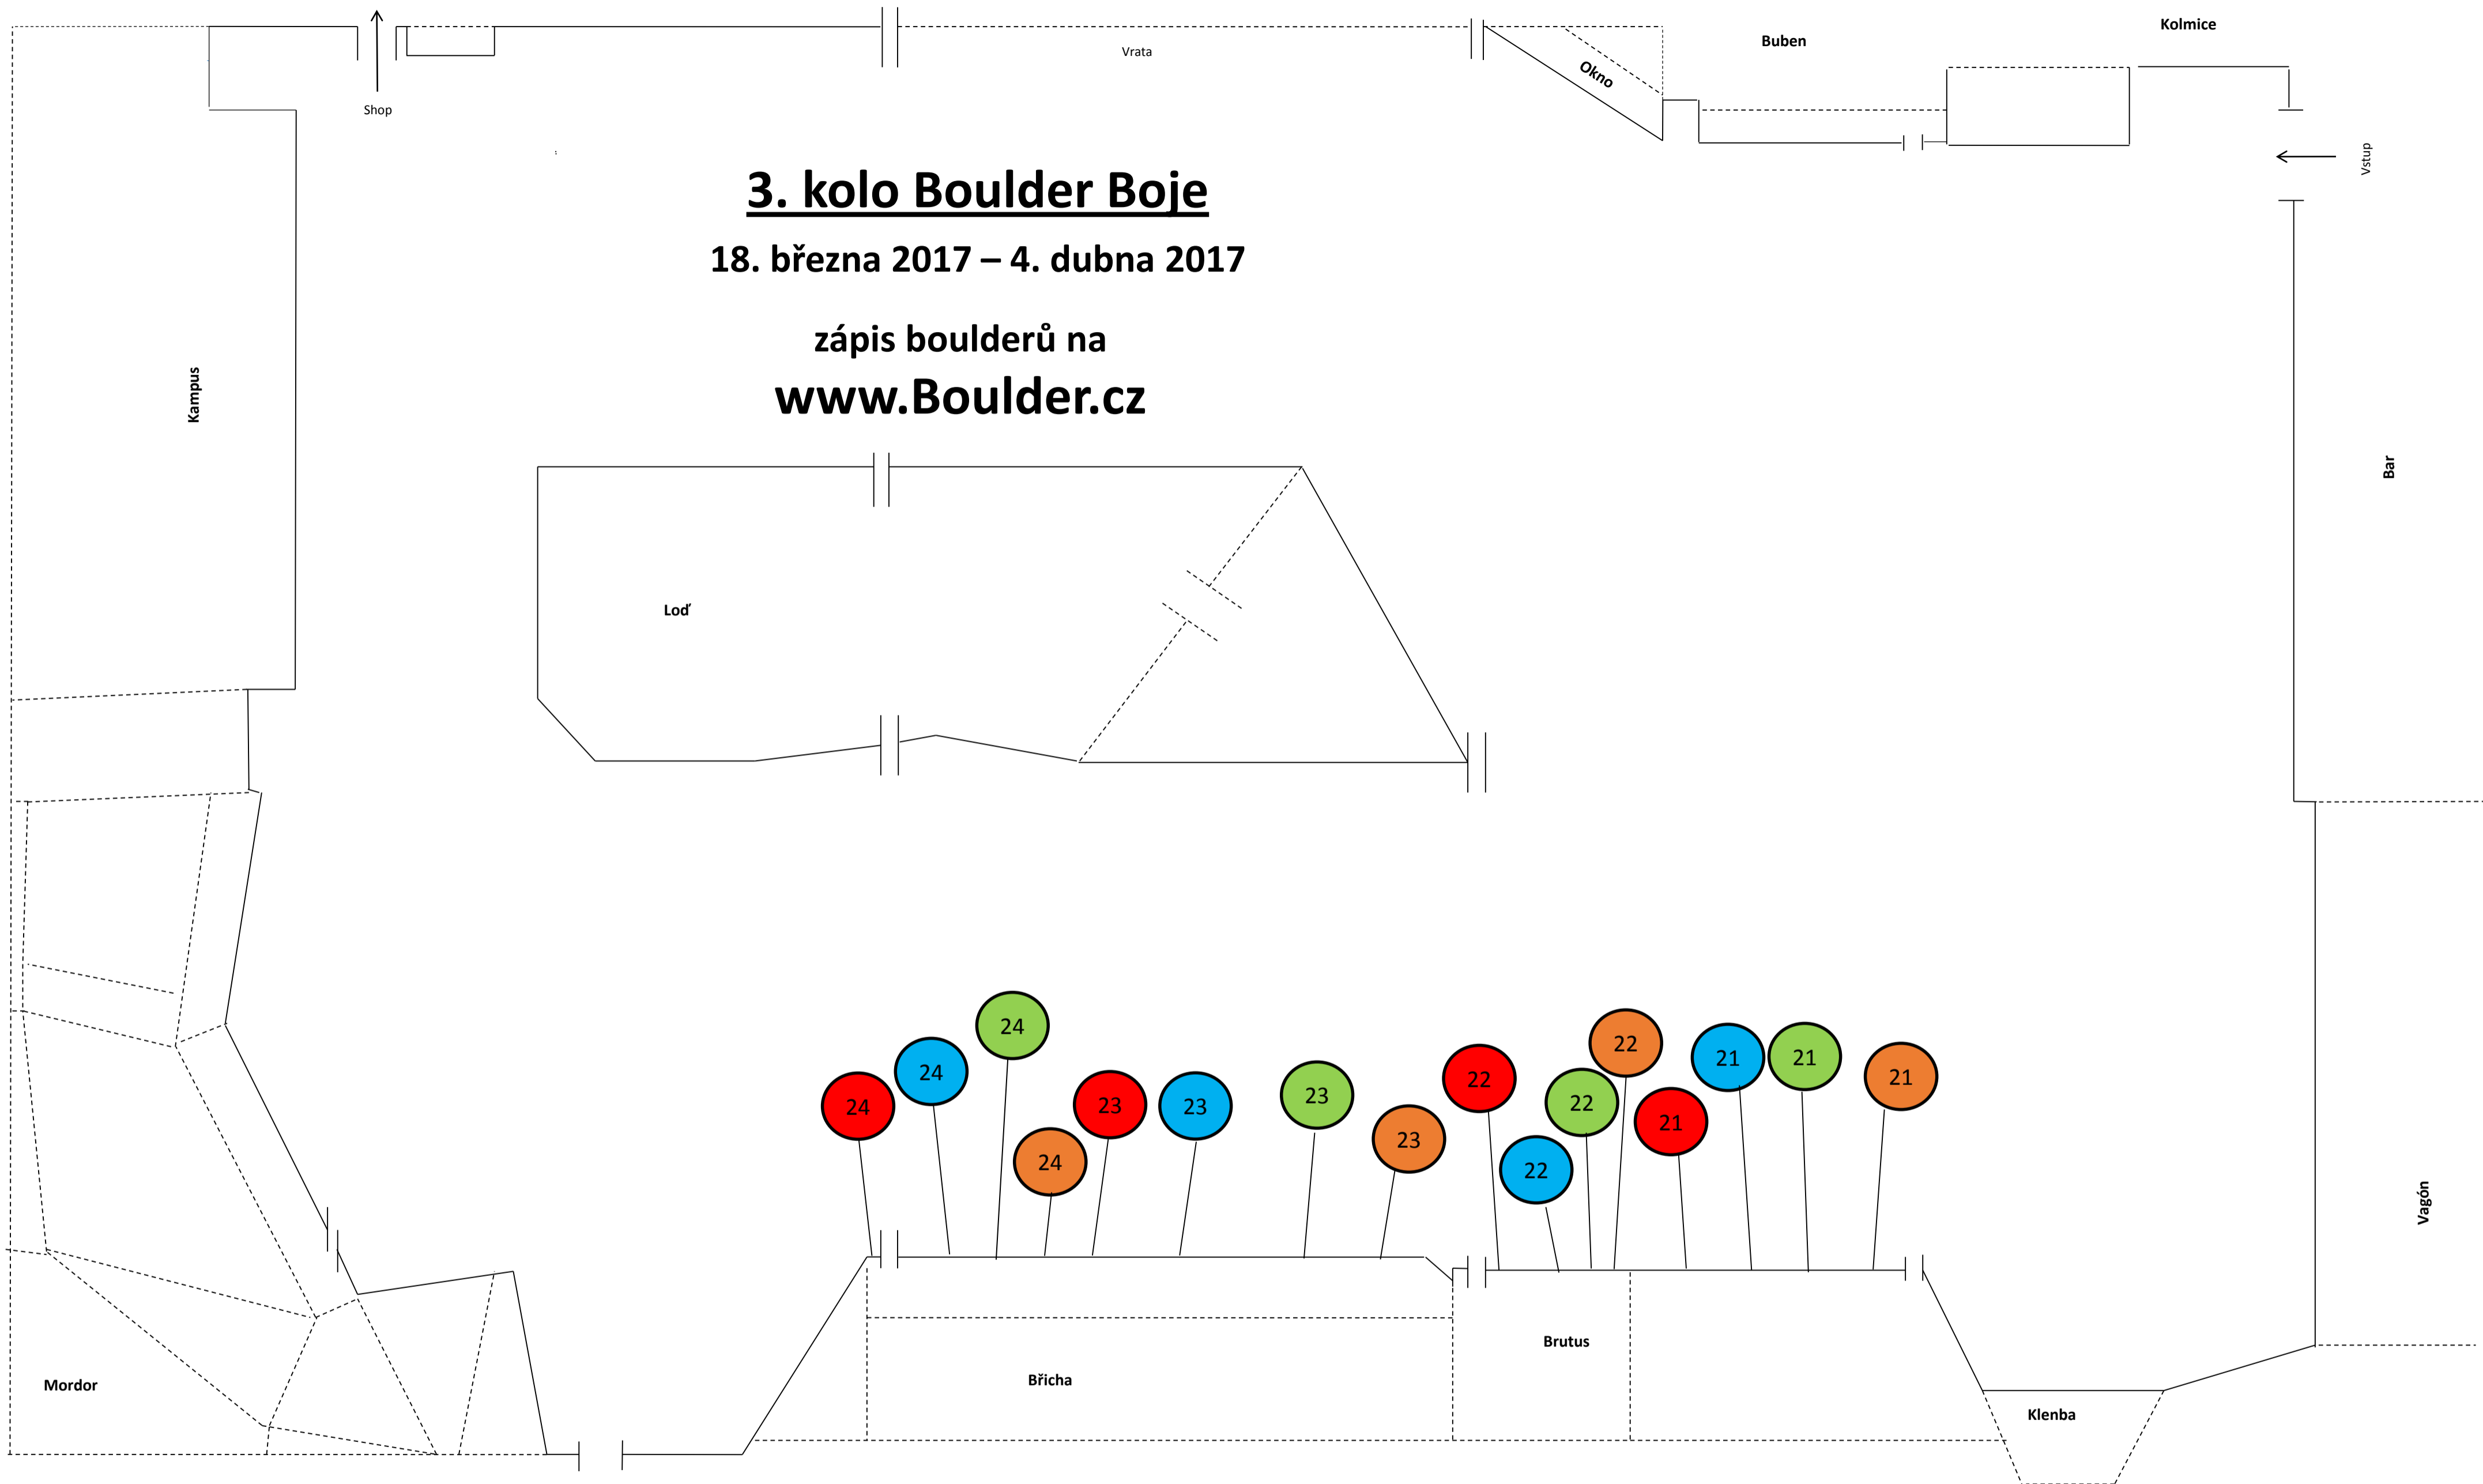 Kolmice
Buben
Vrata
Okno
Shop
Vstup
3. kolo Boulder Boje
18. března 2017 – 4. dubna 2017
zápis boulderů na
www.Boulder.cz
Kampus
Bar
Loď
24
24
24
24
23
23
23
23
22
22
22
22
21
21
21
21
Vagón
Brutus
Břicha
Mordor
Klenba